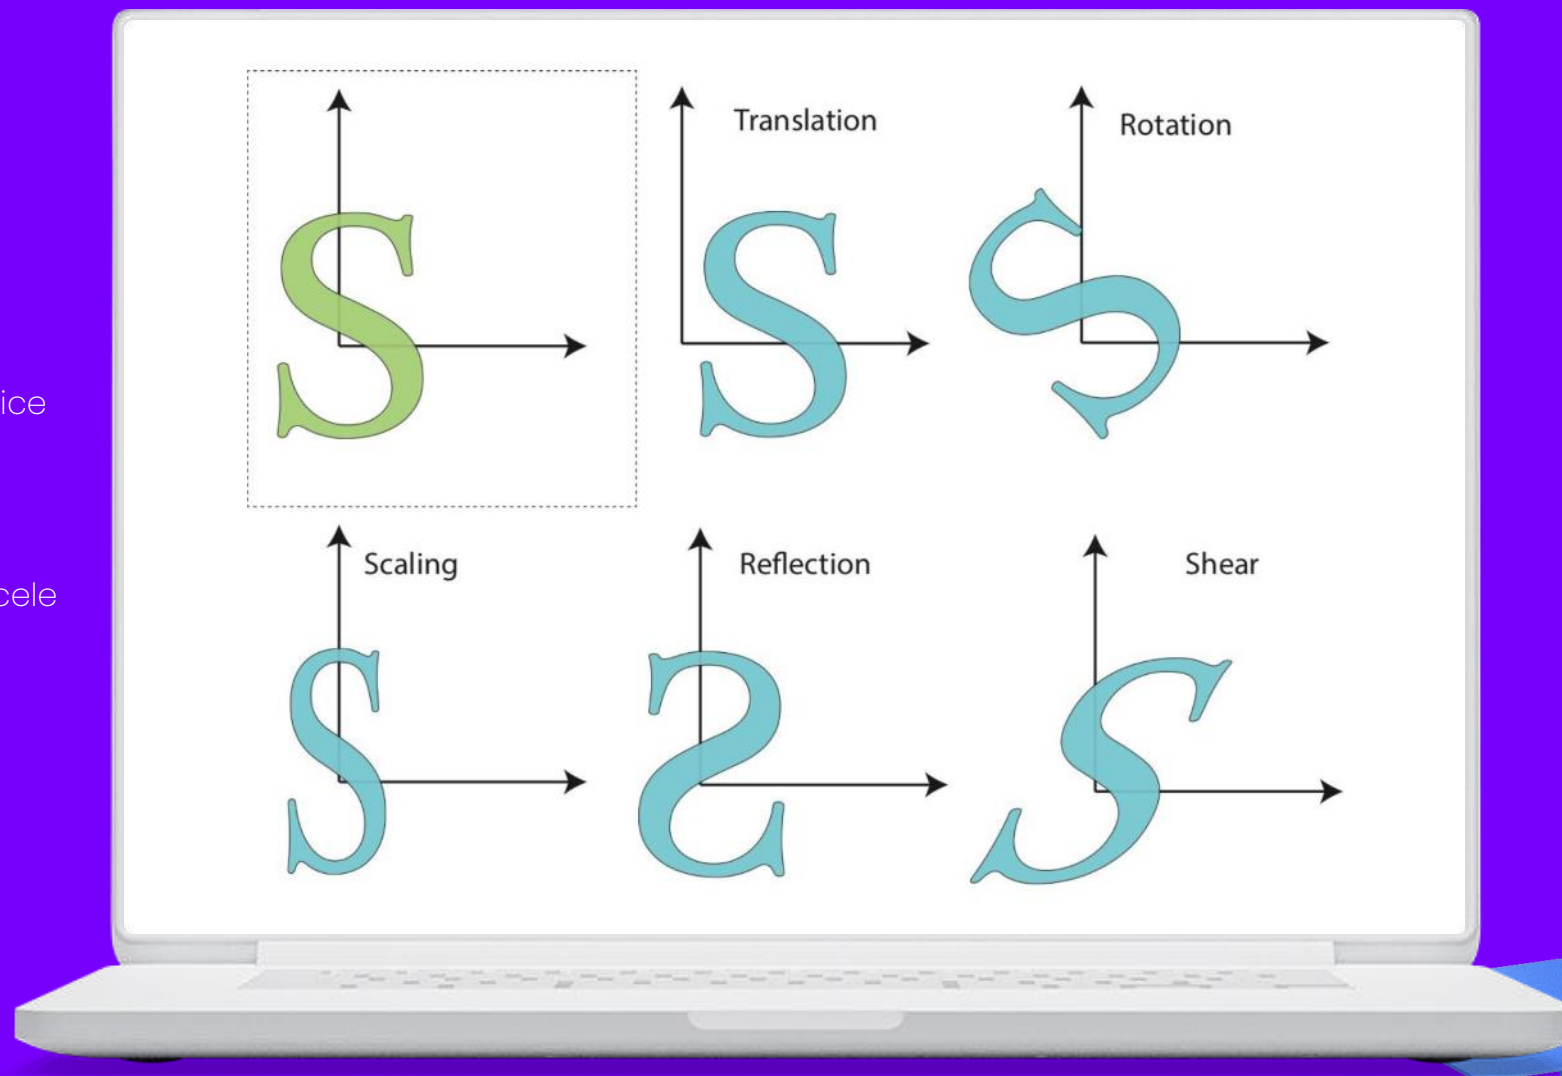 Translation
Rotation
ice
cele
Scaling
Reflection
Shear